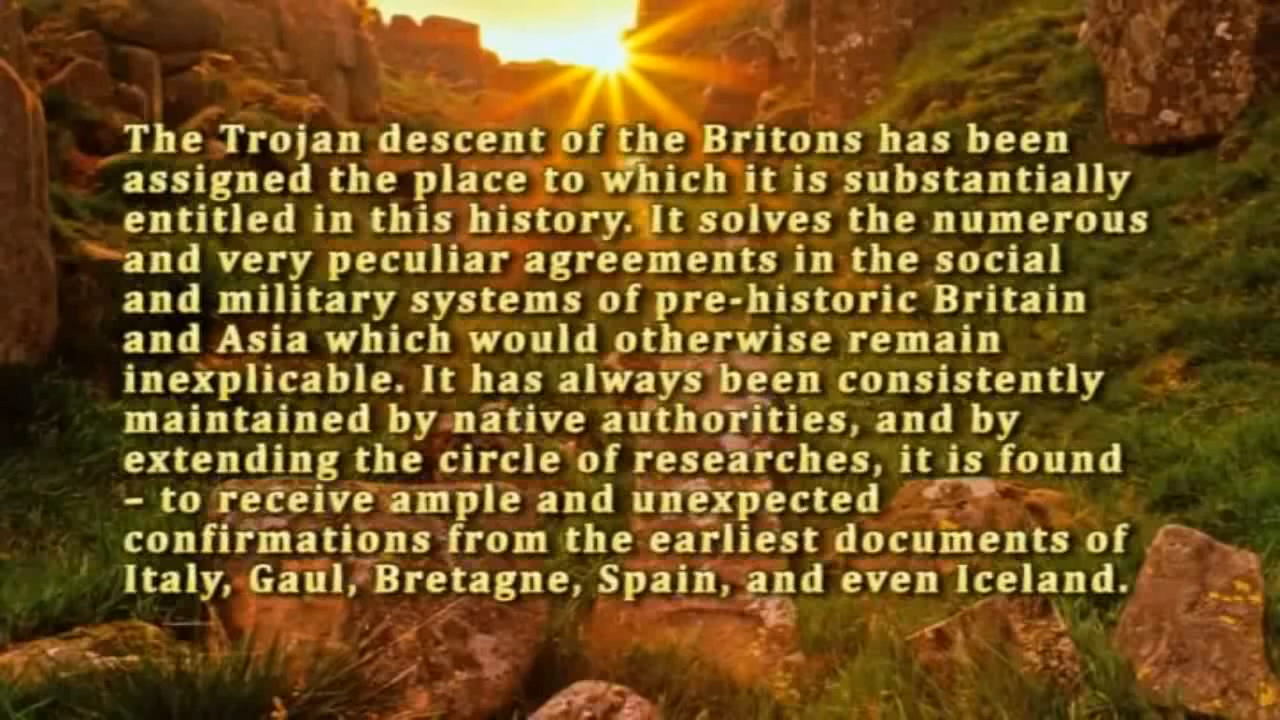 The Trojan descent of the Britons has been
assigned the place to which it is substantially
entitled in this history. It solves the numerous
and very peculiar agreements in the social
and military systems of pre-historic Britain
and Asia which would otherwise remain
inexplicable. It has always been consistently
maintained by native authorities, and by
extending the circle of researches, it is found
– to receive ample and unexpected
confirmations from the earliest documents of
Italy, Gaul, Bretagne, Spain, and even Iceland.